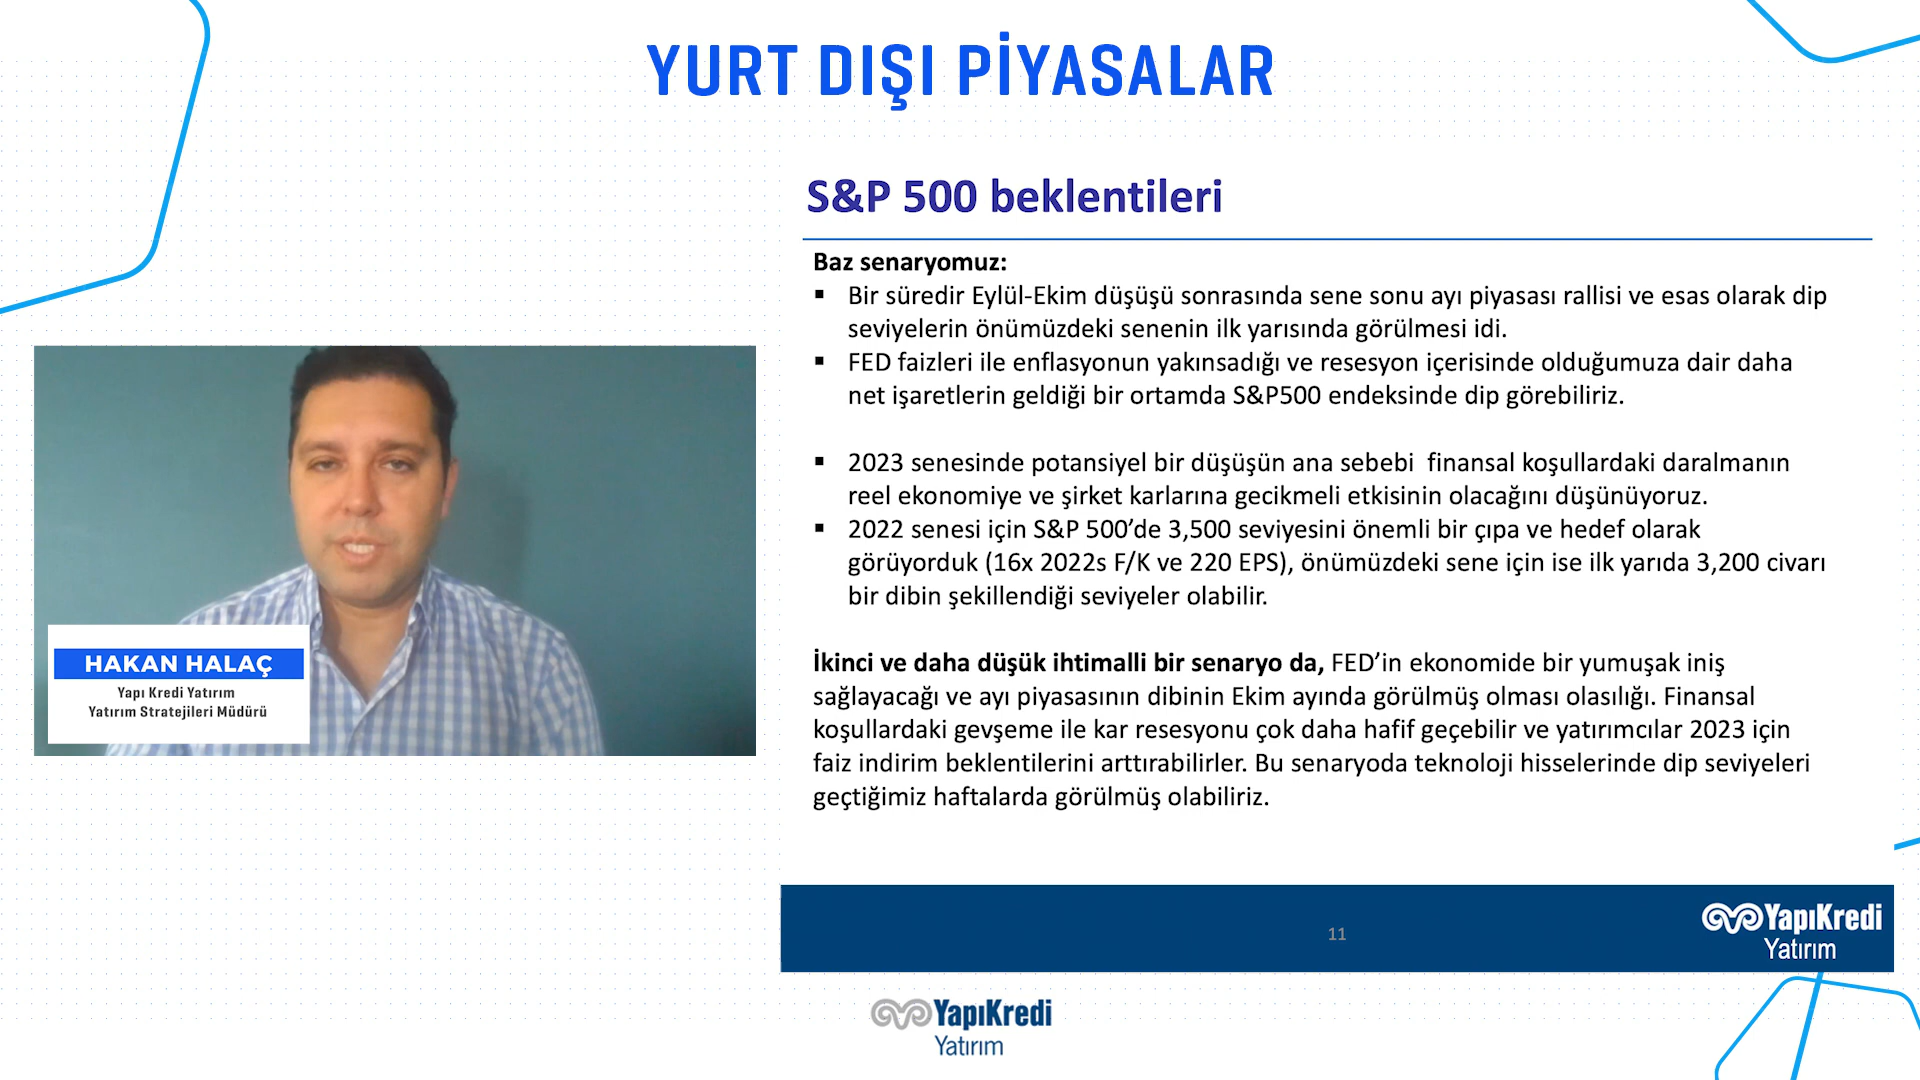 YURT DIŞI PİYASALAR
S&P 500 beklentileri
Baz senaryomuz:
▪ Bir süredir Eylül-Ekim düşüşü sonrasında sene sonu ayı piyasası rallisi ve esas olarak dip
seviyelerin önümüzdeki senenin ilk yarısında görülmesi idi.
▪ FED faizleri ile enflasyonun yakınsadığı ve resesyon içerisinde olduğumuza dair daha
net işaretlerin geldiği bir ortamda S&P500 endeksinde dip görebiliriz.
▪ 2023 senesinde potansiyel bir düşüşün ana sebebi  finansal koşullardaki daralmanın
reel ekonomiye ve şirket karlarına gecikmeli etkisinin olacağını düşünüyoruz.
▪ 2022 senesi için S&P 500’de 3,500 seviyesini önemli bir çıpa ve hedef olarak
görüyorduk (16x 2022s F/K ve 220 EPS), önümüzdeki sene için ise ilk yarıda 3,200 civarı
bir dibin şekillendiği seviyeler olabilir.
İkinci ve daha düşük ihtimalli bir senaryo da, FED’in ekonomide bir yumuşak iniş
sağlayacağı ve ayı piyasasının dibinin Ekim ayında görülmüş olması olasılığı. Finansal
koşullardaki gevşeme ile kar resesyonu çok daha hafif geçebilir ve yatırımcılar 2023 için
faiz indirim beklentilerini arttırabilirler. Bu senaryoda teknoloji hisselerinde dip seviyeleri
geçtiğimiz haftalarda görülmüş olabiliriz.
HAKAN HALAÇ
Yapı Kredi Yatırım
Yatırım Stratejileri Müdürü
11
YapıKredi
Yatırım
YapıKredi
Yatırım